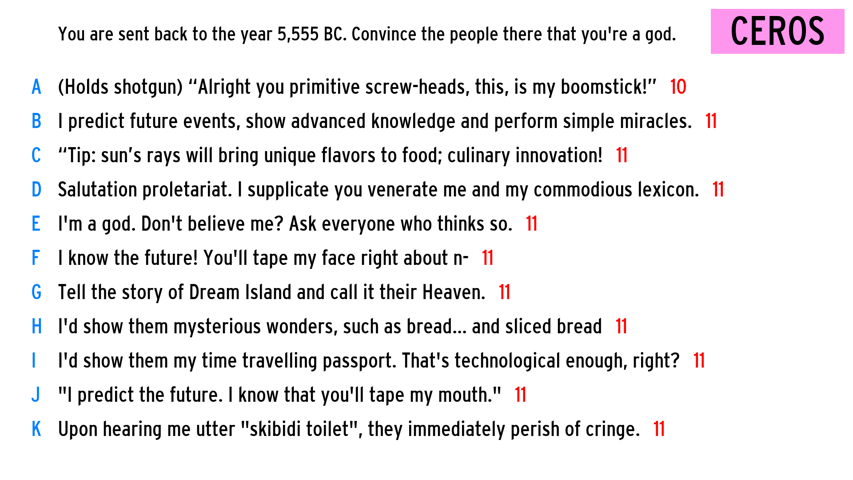 You are sent back to the year 5,555 BC. Convince the people there that you're a god.
CEROS
A (Holds shotgun) “Alright you primitive screw-heads, this, is my boomstick!” 10
B I predict future events, show advanced knowledge and perform simple miracles. 11
C “Tip: sun’s rays will bring unique flavors to food; culinary innovation! 11
D Salutation proletariat. I supplicate you venerate me and my commodious lexicon. 11
E I'm a god. Don't believe me? Ask everyone who thinks so. 11
F I know the future! You'll tape my face right about n- 11
G Tell the story of Dream Island and call it their Heaven. 11
H I'd show them mysterious wonders, such as bread... and sliced bread 11
I I'd show them my time travelling passport. That's technological enough, right? 11
J "I predict the future. I know that you'll tape my mouth." 11
K Upon hearing me utter "skibidi toilet", they immediately perish of cringe. 11